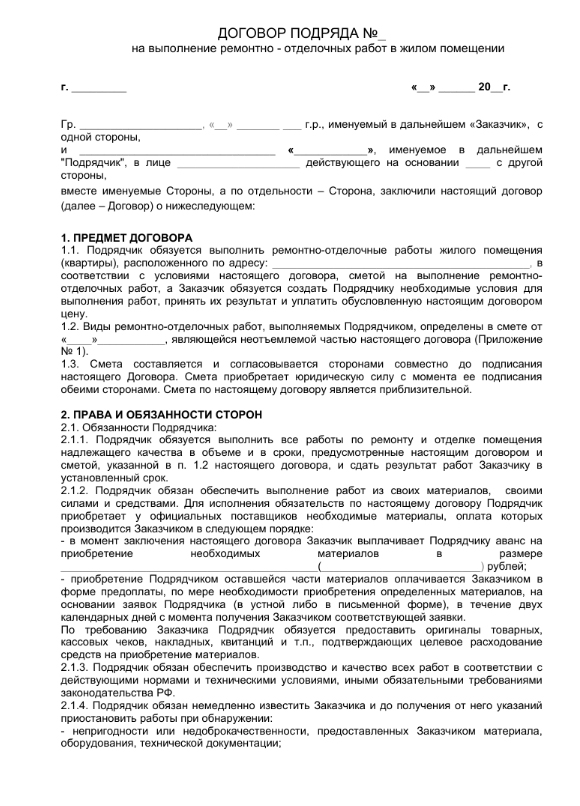 ДОГОВОР ПОДРЯДА №_
на выполнение ремонтно - отделочных работ в жилом помещении
г. _________ «__» ______ 20__г.
Гр. ____________________, «__» _______ ___ г.р., именуемый в дальнейшем «Заказчик», с
одной стороны,
и ________________________________ «____________», именуемое в дальнейшем
"Подрядчик", в лице ____________________ действующего на основании ____ с другой
стороны,
вместе именуемые Стороны, а по отдельности – Сторона, заключили настоящий договор
(далее – Договор) о нижеследующем:
1. ПРЕДМЕТ ДОГОВОРА
1.1. Подрядчик обязуется выполнить ремонтно-отделочные работы жилого помещения
(квартиры), расположенного по адресу: __________________________________________, в
соответствии с условиями настоящего договора, сметой на выполнение ремонтно-
отделочных работ, а Заказчик обязуется создать Подрядчику необходимые условия для
выполнения работ, принять их результат и уплатить обусловленную настоящим договором
цену.
1.2. Виды ремонтно-отделочных работ, выполняемых Подрядчиком, определены в смете от
«____»___________, являющейся неотъемлемой частью настоящего договора (Приложение
№ 1).
1.3. Смета составляется и согласовывается сторонами совместно до подписания
настоящего Договора. Смета приобретает юридическую силу с момента ее подписания
обеими сторонами. Смета по настоящему договору является приблизительной.
2. ПРАВА И ОБЯЗАННОСТИ СТОРОН
2.1. Обязанности Подрядчика:
2.1.1. Подрядчик обязуется выполнить все работы по ремонту и отделке помещения
надлежащего качества в объеме и в сроки, предусмотренные настоящим договором и
сметой, указанной в п. 1.2 настоящего договора, и сдать результат работ Заказчику в
установленный срок.
2.1.2. Подрядчик обязан обеспечить выполнение работ из своих материалов, своими
силами и средствами. Для исполнения обязательств по настоящему договору Подрядчик
приобретает у официальных поставщиков необходимые материалы, оплата которых
производится Заказчиком в следующем порядке:
- в момент заключения настоящего договора Заказчик выплачивает Подрядчику аванс на
приобретение необходимых материалов в размере
__________________________________________ (__________________________) рублей;
- приобретение Подрядчиком оставшейся части материалов оплачивается Заказчиком в
форме предоплаты, по мере необходимости приобретения определенных материалов, на
основании заявок Подрядчика (в устной либо в письменной форме), в течение двух
календарных дней с момента получения Заказчиком соответствующей заявки.
По требованию Заказчика Подрядчик обязуется предоставить оригиналы товарных,
кассовых чеков, накладных, квитанций и т.п., подтверждающих целевое расходование
средств на приобретение материалов.
2.1.3. Подрядчик обязан обеспечить производство и качество всех работ в соответствии с
действующими нормами и техническими условиями, иными обязательными требованиями
законодательства РФ.
2.1.4. Подрядчик обязан немедленно известить Заказчика и до получения от него указаний
приостановить работы при обнаружении:
- непригодности или недоброкачественности, предоставленных Заказчиком материала,
оборудования, технической документации;